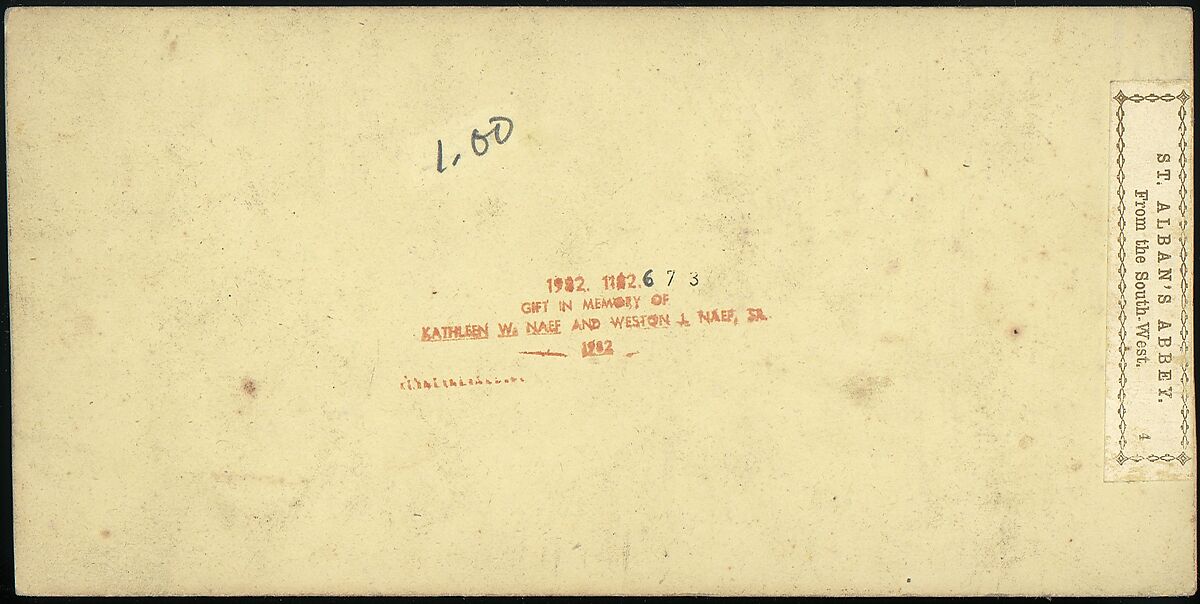 1.00
1982. 1182.673
GIFT IN MEMORY OF
KATHLEEN W. NAEF AND WESTON J. NAEF, SR.
1982
ST. ALBAN'S ABBEY.
From the South-West.
4